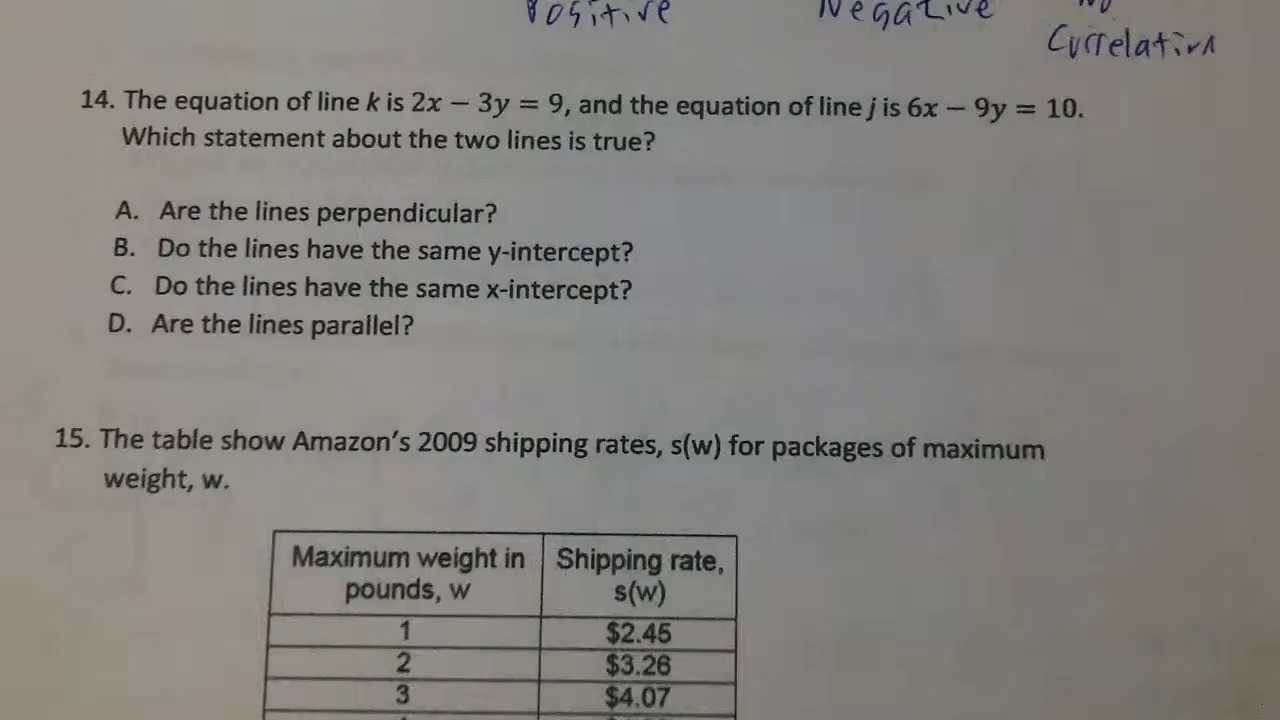 Positive Negative
Currelation
14. The equation of line k is 2x − 3y = 9, and the equation of line j is 6x − 9y = 10.
Which statement about the two lines is true?
A. Are the lines perpendicular?
B. Do the lines have the same y-intercept?
C. Do the lines have the same x-intercept?
D. Are the lines parallel?
15. The table show Amazon's 2009 shipping rates, s(w) for packages of maximum
weight, w.
Maximum weight in Shipping rate,
pounds, w s(w)
1 $2.45
2 $3.26
3 $4.07